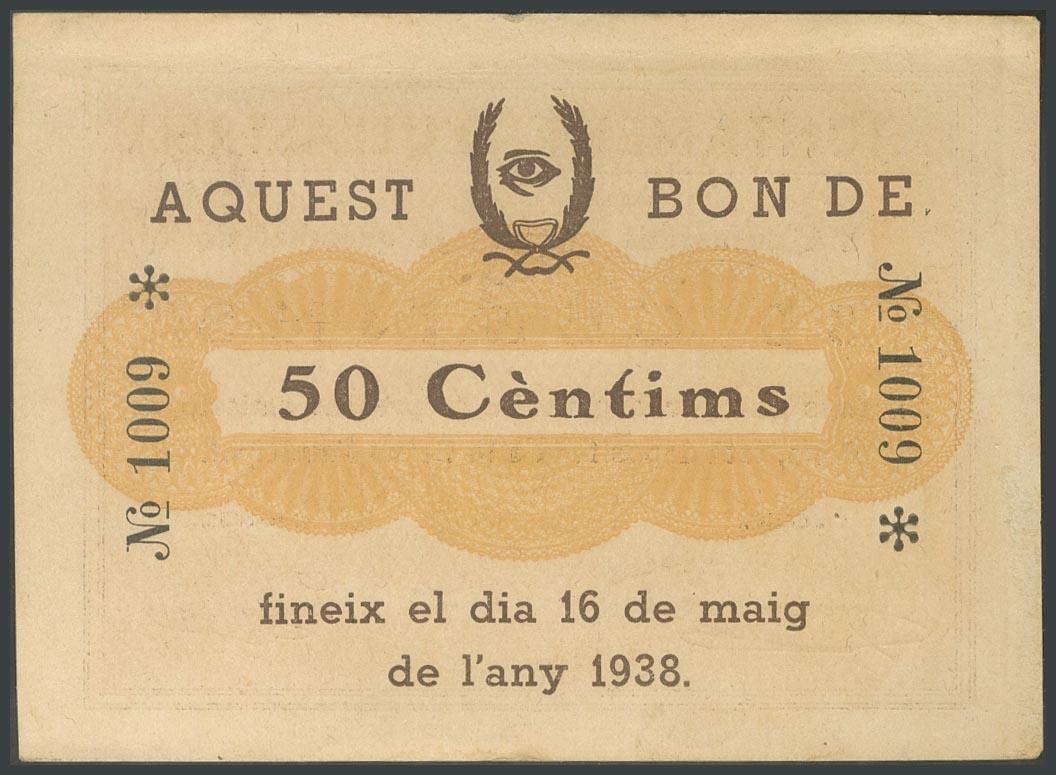 AQUEST BON DE
Nº 1009 *
Nº 1009 *
50 Cèntims
fineix el dia 16 de maig
de l'any 1938.